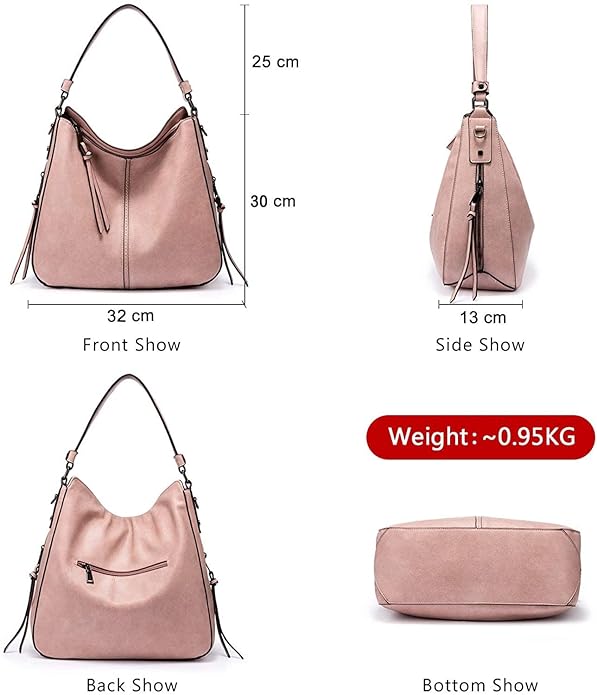 25 cm
30 cm
32 cm
Front Show
13 cm
Side Show
Weight: ~0.95KG
Back Show
Bottom Show